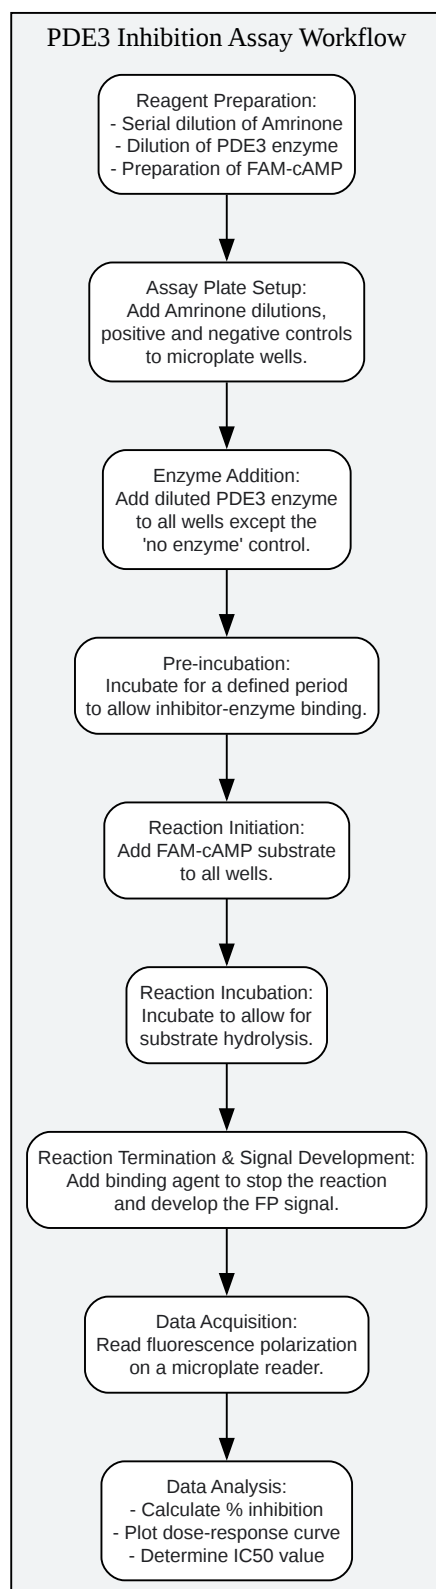 PDE3 Inhibition Assay Workflow
Reagent Preparation:
- Serial dilution of Amrinone
- Dilution of PDE3 enzyme
- Preparation of FAM-cAMP
Assay Plate Setup:
Add Amrinone dilutions,
positive and negative controls
to microplate wells.
Enzyme Addition:
Add diluted PDE3 enzyme
to all wells except the
'no enzyme' control.
Pre-incubation:
Incubate for a defined period
to allow inhibitor-enzyme binding.
Reaction Initiation:
Add FAM-cAMP substrate
to all wells.
Reaction Incubation:
Incubate to allow for
substrate hydrolysis.
Reaction Termination & Signal Development:
Add binding agent to stop the reaction
and develop the FP signal.
Data Acquisition:
Read fluorescence polarization
on a microplate reader.
Data Analysis:
- Calculate % inhibition
- Plot dose-response curve
- Determine IC50 value